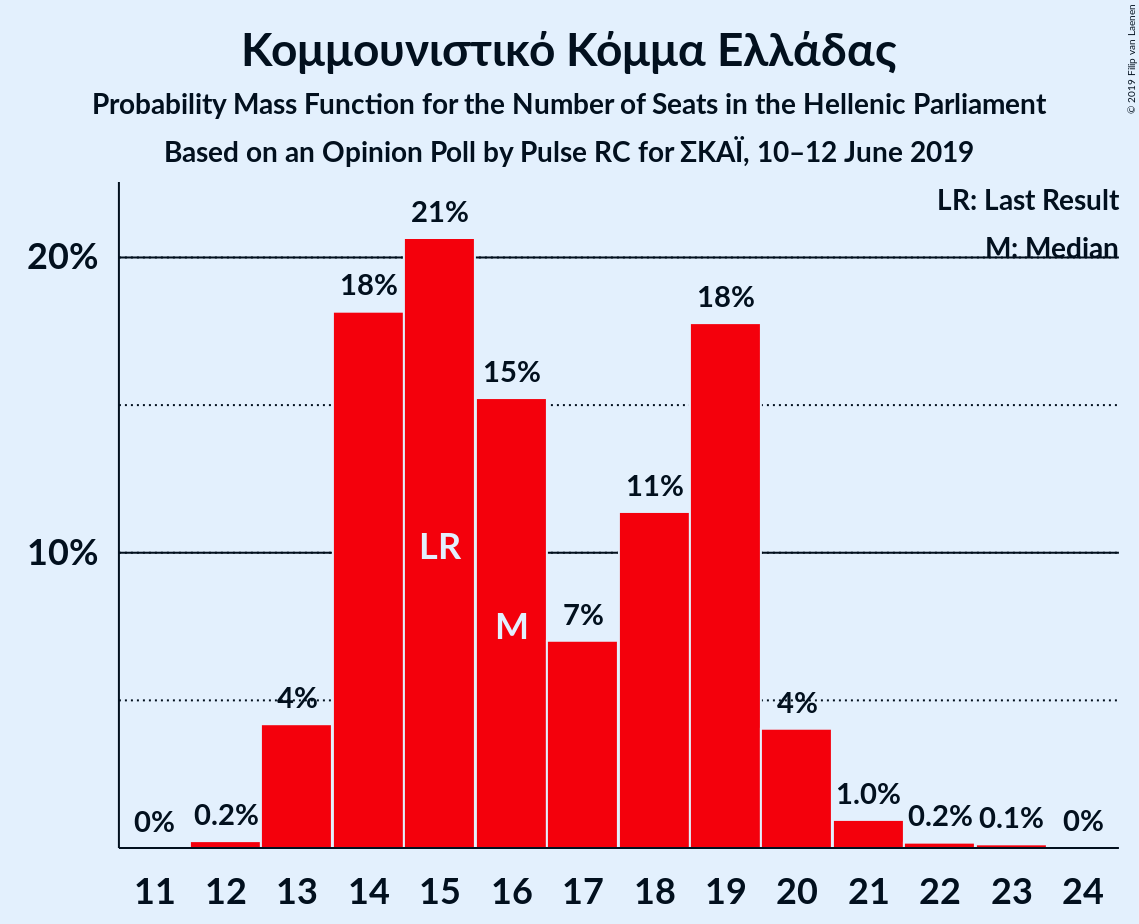 Κομμουνιστικό Κόμμα Ελλάδας
Probability Mass Function for the Number of Seats in the Hellenic Parliament
Based on an Opinion Poll by Pulse RC for ΣΚΑΪ, 10–12 June 2019
© 2019 Filip van Laenen
LR: Last Result
M: Median
20%
10%
0%
0.2%
4%
18%
21%
15%
7%
11%
18%
4%
1.0%
0.2%
0.1%
0%
LR
M
11 12 13 14 15 16 17 18 19 20 21 22 23 24